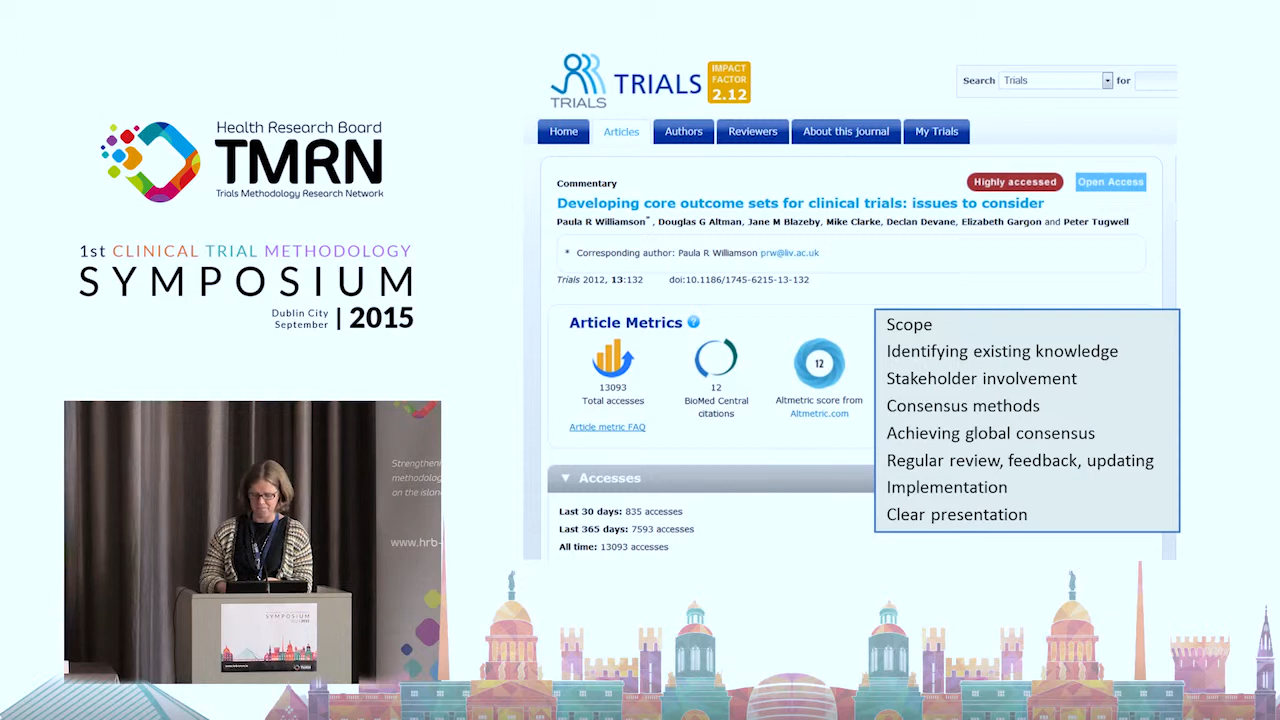 Health Research Board
TMRN
Trials Methodology Research Network
1st CLINICAL TRIAL METHODOLOGY
SYMPOSIUM
Dublin City
September | 2015
TRIALS
TRIALS
IMPACT
FACTOR
2.12
Search Trials for
Home Articles Authors Reviewers About this journal My Trials
Commentary
Highly accessed Open Access
Developing core outcome sets for clinical trials: issues to consider
Paula R Williamson* , Douglas G Altman, Jane M Blazeby, Mike Clarke, Declan Devane, Elizabeth Gargon and Peter Tugwell
* Corresponding author: Paula R Williamson prw@liv.ac.uk
Trials 2012, 13:132 doi:10.1186/1745-6215-13-132
Article Metrics ?
13093
Total accesses
12
BioMed Central
citations
12
Altmetric score from
Altmetric.com
Article metric FAQ
Accesses
Last 30 days: 835 accesses
Last 365 days: 7593 accesses
All time: 13093 accesses
Scope
Identifying existing knowledge
Stakeholder involvement
Consensus methods
Achieving global consensus
Regular review, feedback, updating
Implementation
Clear presentation
Strengtheni
methodolog
on the islan
www.hrb-
SYMPOSIUM